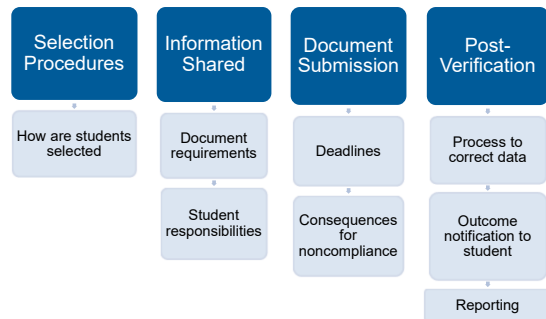 Selection
Procedures
How are students
selected
Information
Shared
Document
requirements
Student
responsibilities
Document
Submission
Deadlines
Consequences
for
noncompliance
Post-
Verification
Process to
correct data
Outcome
notification to
student
Reporting